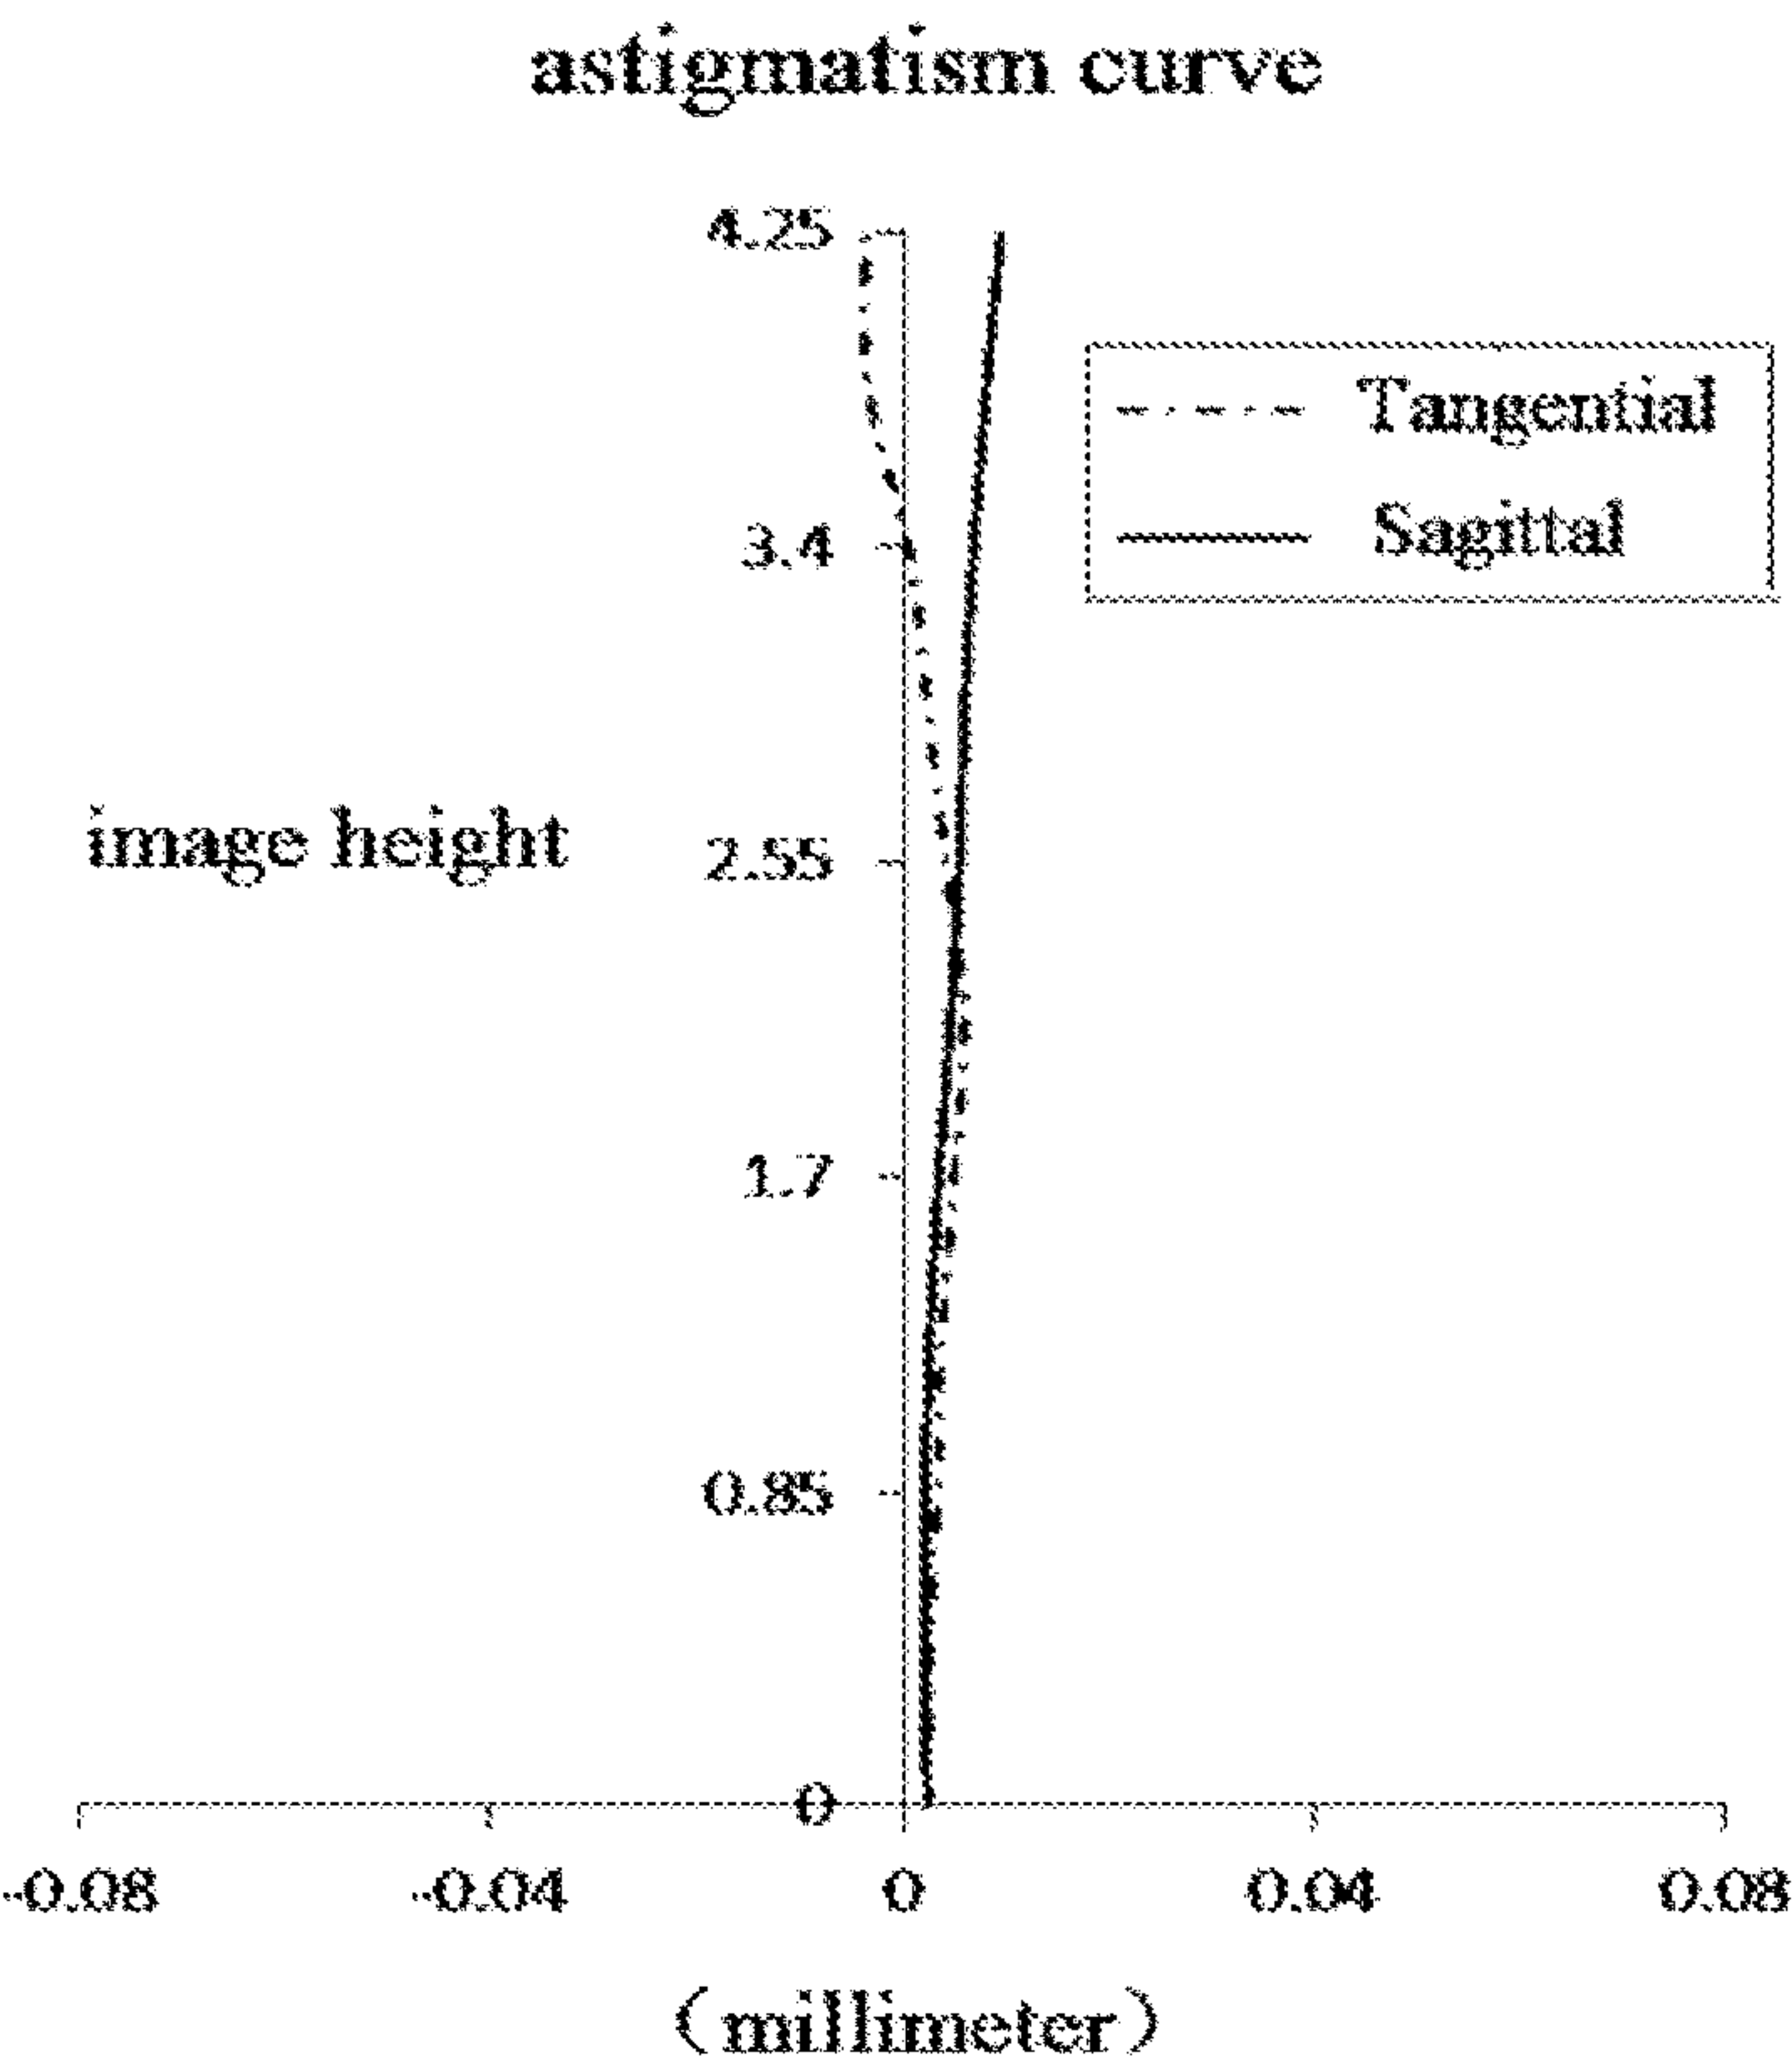 astigmatism curve
4.25
Tangential
3.4
Sagittal
image height
2.55
1.7
0.85
0
-0.08 -0.04 0 0.04 0.08
（millimeter）